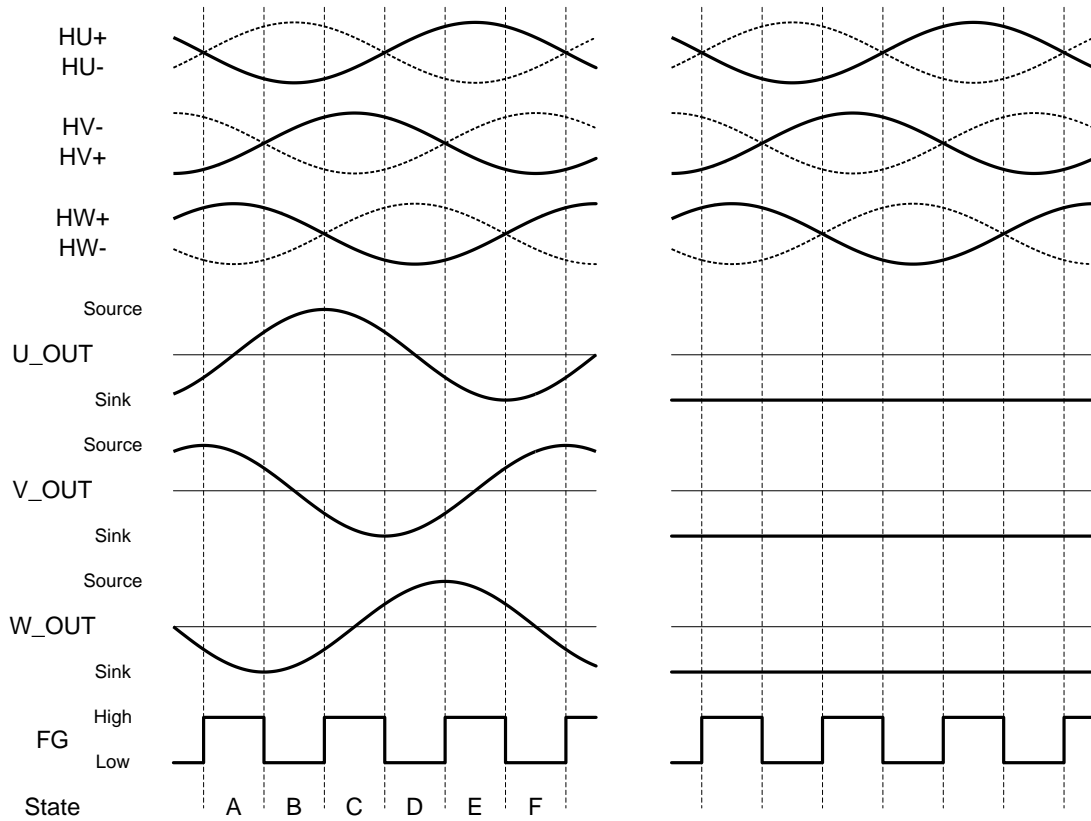 HU+
HU-
HV-
HV+
HW+
HW-
Source
U_OUT
Sink
Source
V_OUT
Sink
Source
W_OUT
Sink
High
FG
Low
State A B C D E F